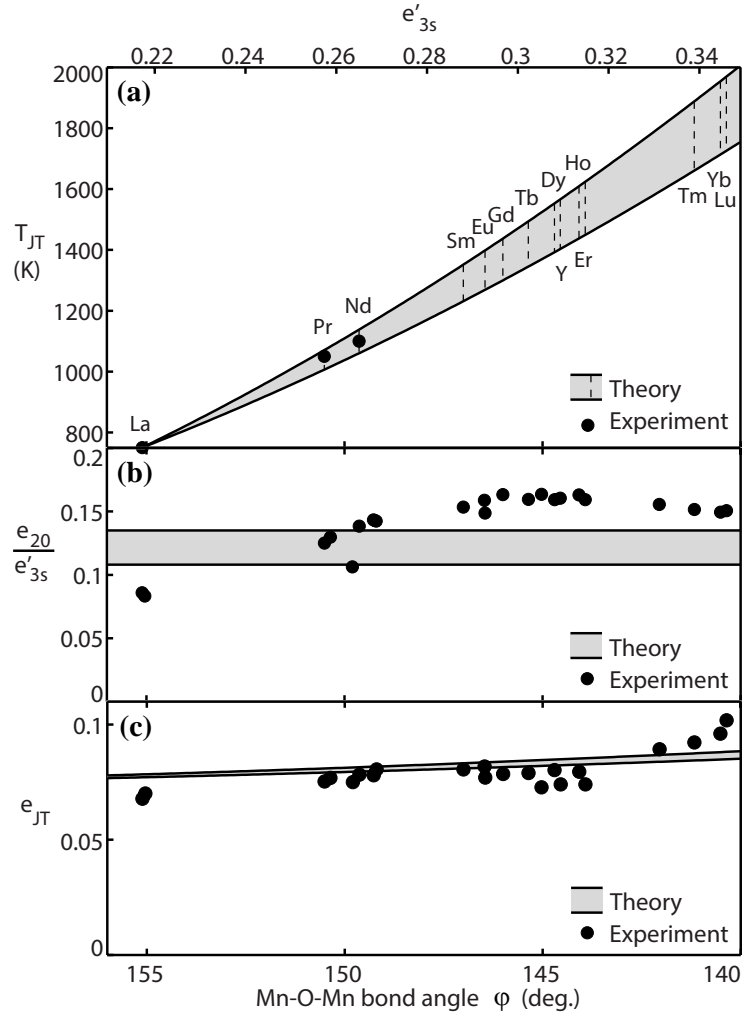 e'3s
0.22 0.24 0.26 0.28 0.3 0.32 0.34
(a)
2000
1800
1600
1400
1200
1000
800
TJT
(K)
La
Pr
Nd
Sm
Eu
Gd
Tb
Dy
Y
Ho
Er
Tm
Yb
Lu
Theory
Experiment
(b)
0.2
0.15
0.1
0.05
0
e20
e'3s
Theory
Experiment
(c)
0.1
0.05
0
eJT
Theory
Experiment
155 150 145 140
Mn-O-Mn bond angle φ (deg.)